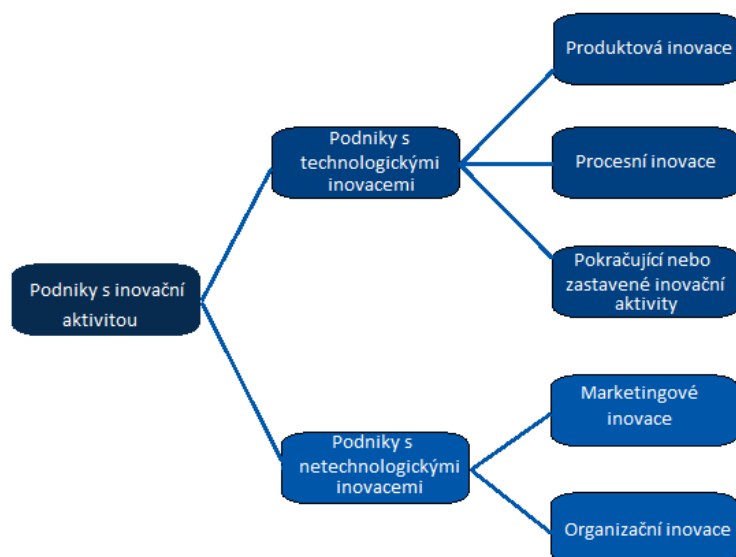 Produktová inovace
Podniky s
technologickými
inovacemi
Procesní inovace
Pokračující nebo
zastavené inovační
aktivity
Podniky s inovační
aktivitou
Marketingové
inovace
Podniky s
netechnologickými
inovacemi
Organizační inovace